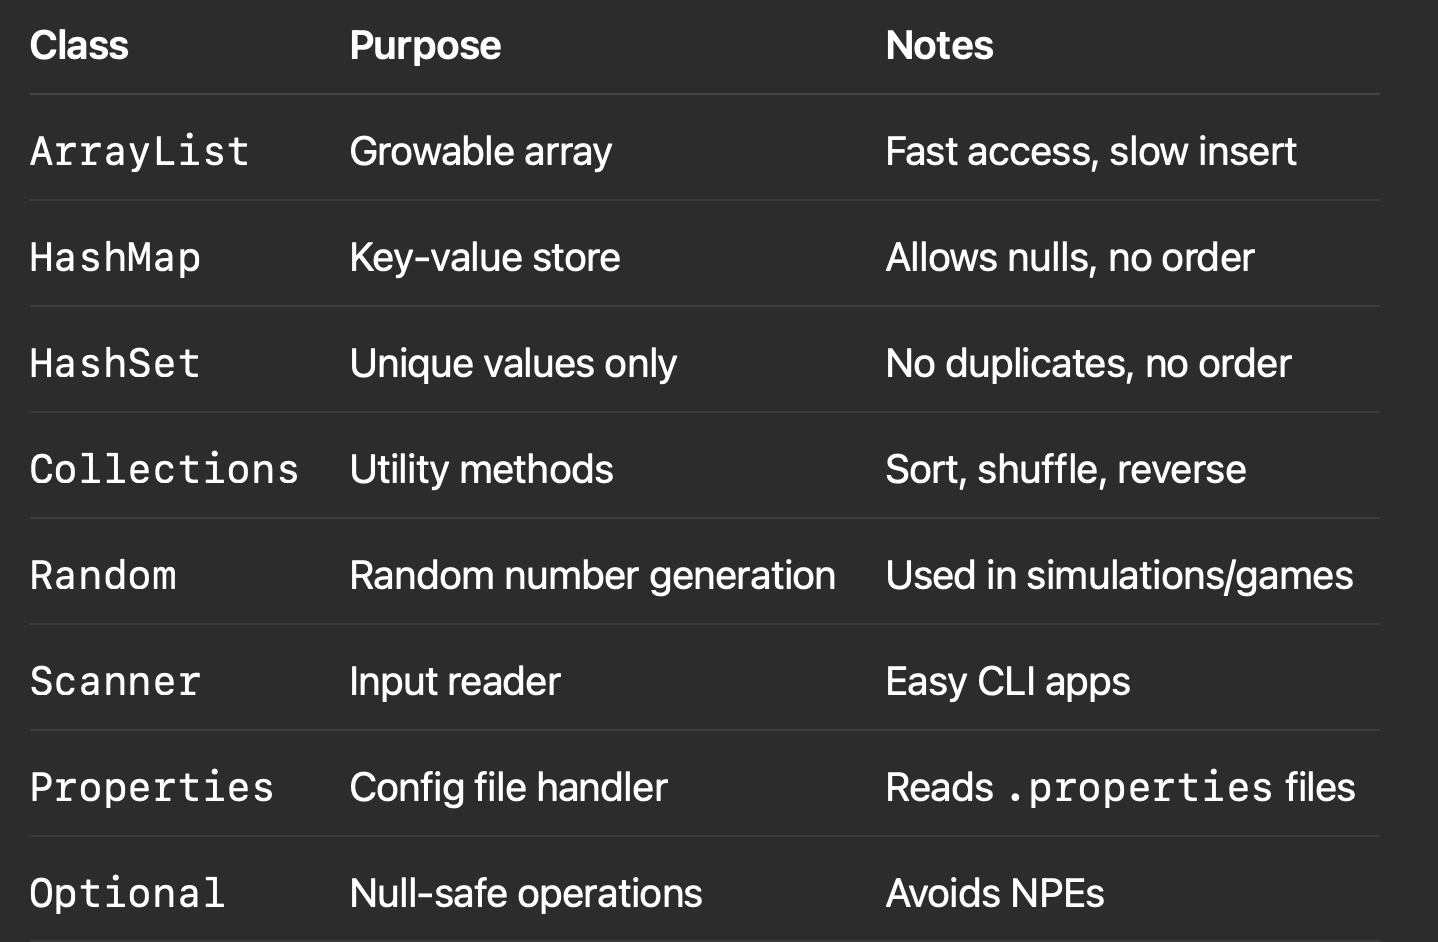 Class Purpose Notes
ArrayList Growable array Fast access, slow insert
HashMap Key-value store Allows nulls, no order
HashSet Unique values only No duplicates, no order
Collections Utility methods Sort, shuffle, reverse
Random Random number generation Used in simulations/games
Scanner Input reader Easy CLI apps
Properties Config file handler Reads .properties files
Optional Null-safe operations Avoids NPEs